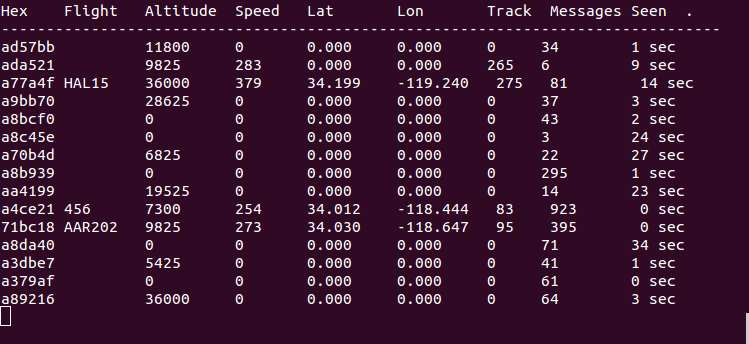 Hex    Flight   Altitude  Speed   Lat       Lon       Track  Messages Seen  .
--------------------------------------------------------------------------------
ad57bb          11800     0       0.000     0.000     0     34        1 sec
ada521          9825      283     0.000     0.000     265   6         9 sec
a77a4f HAL15    36000     379     34.199    -119.240   275   81        14 sec
a9bb70          28625     0       0.000     0.000     0     37        3 sec
a8bcf0          0         0       0.000     0.000     0     43        2 sec
a8c45e          0         0       0.000     0.000     0     3         24 sec
a70b4d          6825      0       0.000     0.000     0     22        27 sec
a8b939          0         0       0.000     0.000     0     295       1 sec
aa4199          19525     0       0.000     0.000     0     14        23 sec
a4ce21 456      7300      254     34.012    -118.444   83    923       0 sec
71bc18 AAR202   9825      273     34.030    -118.647   95    395       0 sec
a8da40          0         0       0.000     0.000     0     71        34 sec
a3dbe7          5425      0       0.000     0.000     0     41        1 sec
a379af          0         0       0.000     0.000     0     61        0 sec
a89216          36000     0       0.000     0.000     0     64        3 sec